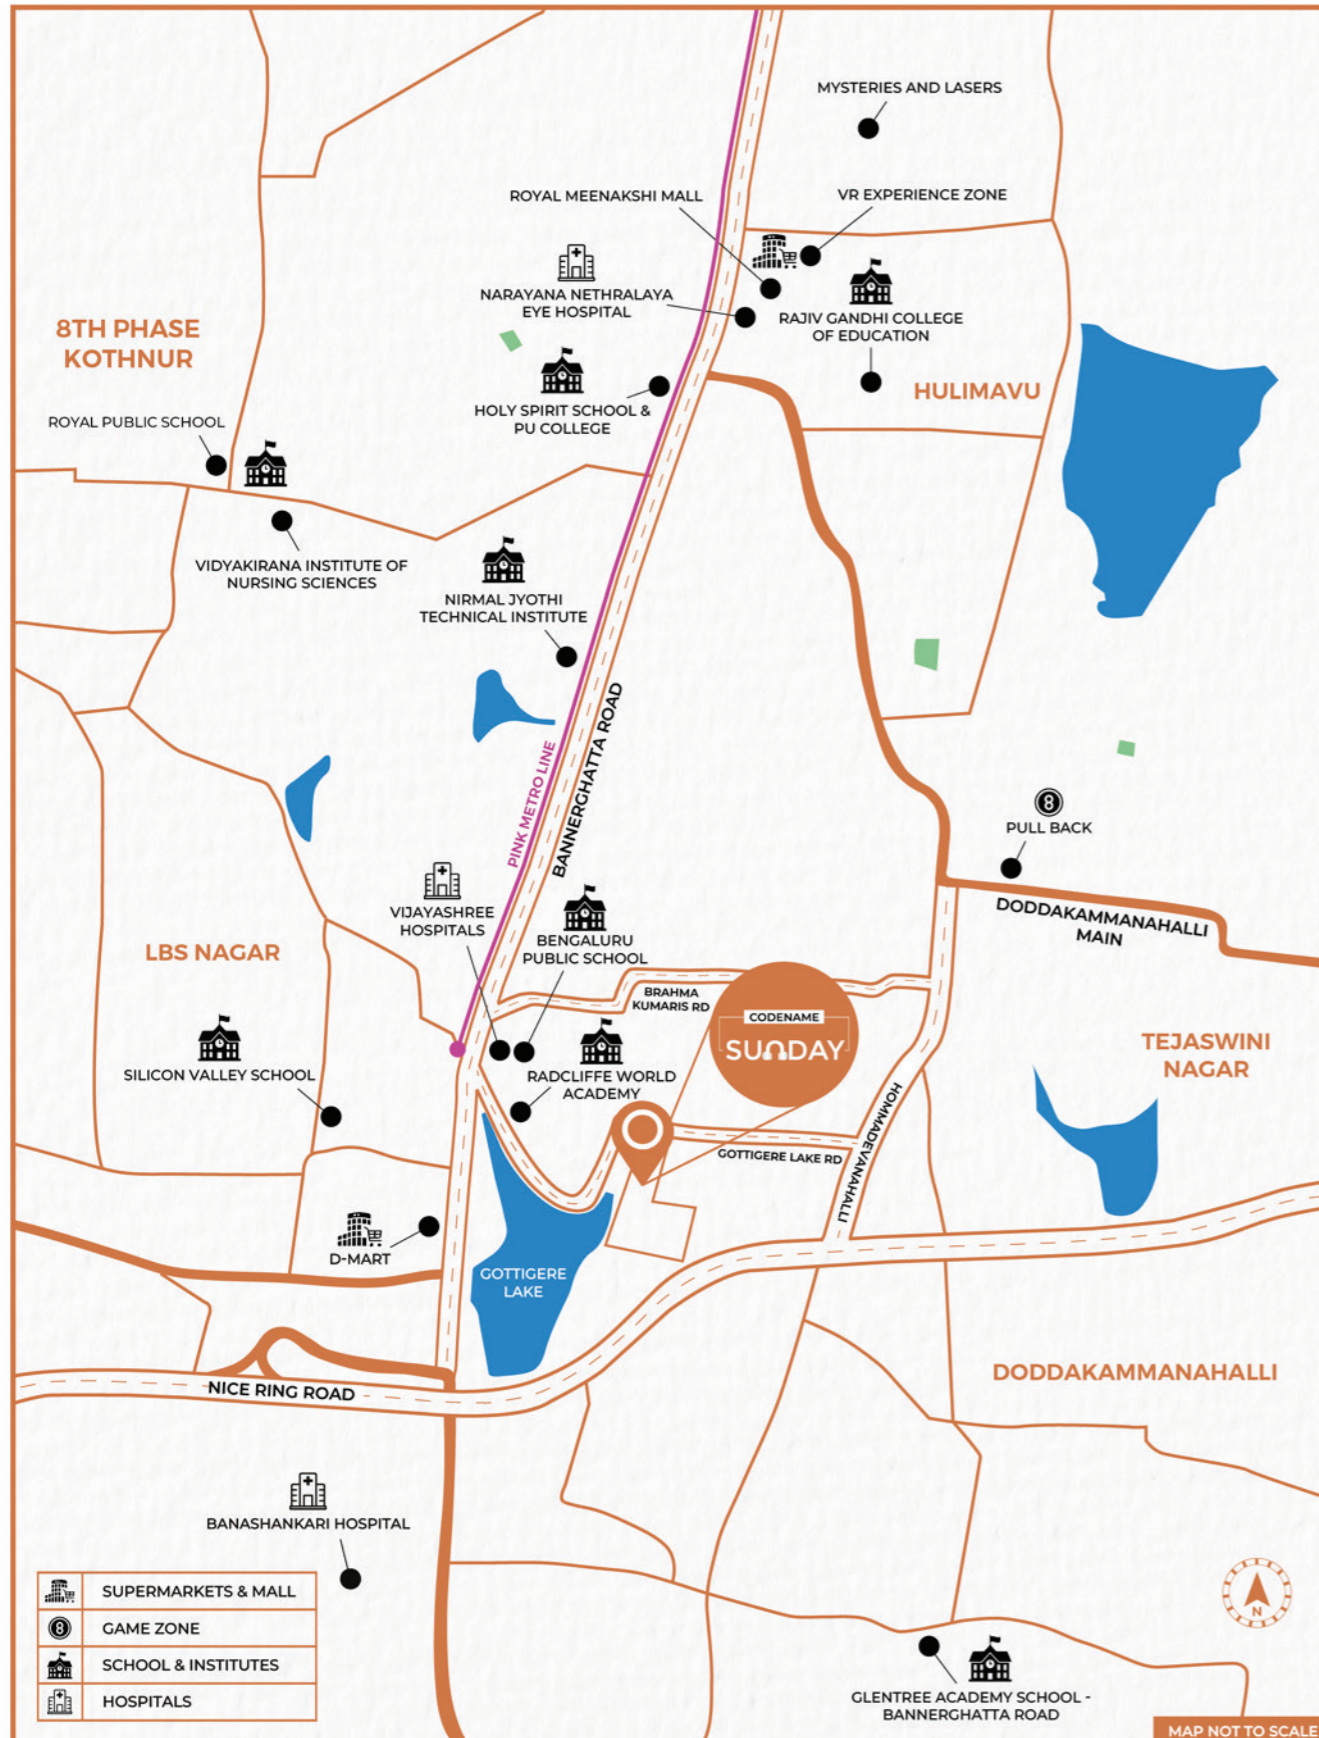 MYSTERIES AND LASERS
ROYAL MEENAKSHI MALL
VR EXPERIENCE ZONE
NARAYANA NETHRALAYA
EYE HOSPITAL
RAJIV GANDHI COLLEGE
OF EDUCATION
8TH PHASE
KOTHNUR
HULIMAVU
HOLY SPIRIT SCHOOL &
PU COLLEGE
ROYAL PUBLIC SCHOOL
VIDYAKIRANA INSTITUTE OF
NURSING SCIENCES
NIRMAL JYOTHI
TECHNICAL INSTITUTE
PINK METRO LINE
BANNERGHATTA ROAD
8
PULL BACK
DODDAKAMMANAHALLI
MAIN
VIJAYASHREE
HOSPITALS
BENGALURU
PUBLIC SCHOOL
LBS NAGAR
BRAHMA
KUMARIS RD
CODENAME
SUNDAY
TEJASWINI
NAGAR
SILICON VALLEY SCHOOL
RADCLIFFE WORLD
ACADEMY
HOMMADEVANAHALLI
GOTTIGERE LAKE RD
D-MART
GOTTIGERE
LAKE
NICE RING ROAD
DODDAKAMMANAHALLI
BANASHANKARI HOSPITAL
SUPERMARKETS & MALL
8 GAME ZONE
SCHOOL & INSTITUTES
HOSPITALS
N
GLENTREE ACADEMY SCHOOL -
BANNERGHATTA ROAD
MAP NOT TO SCALE